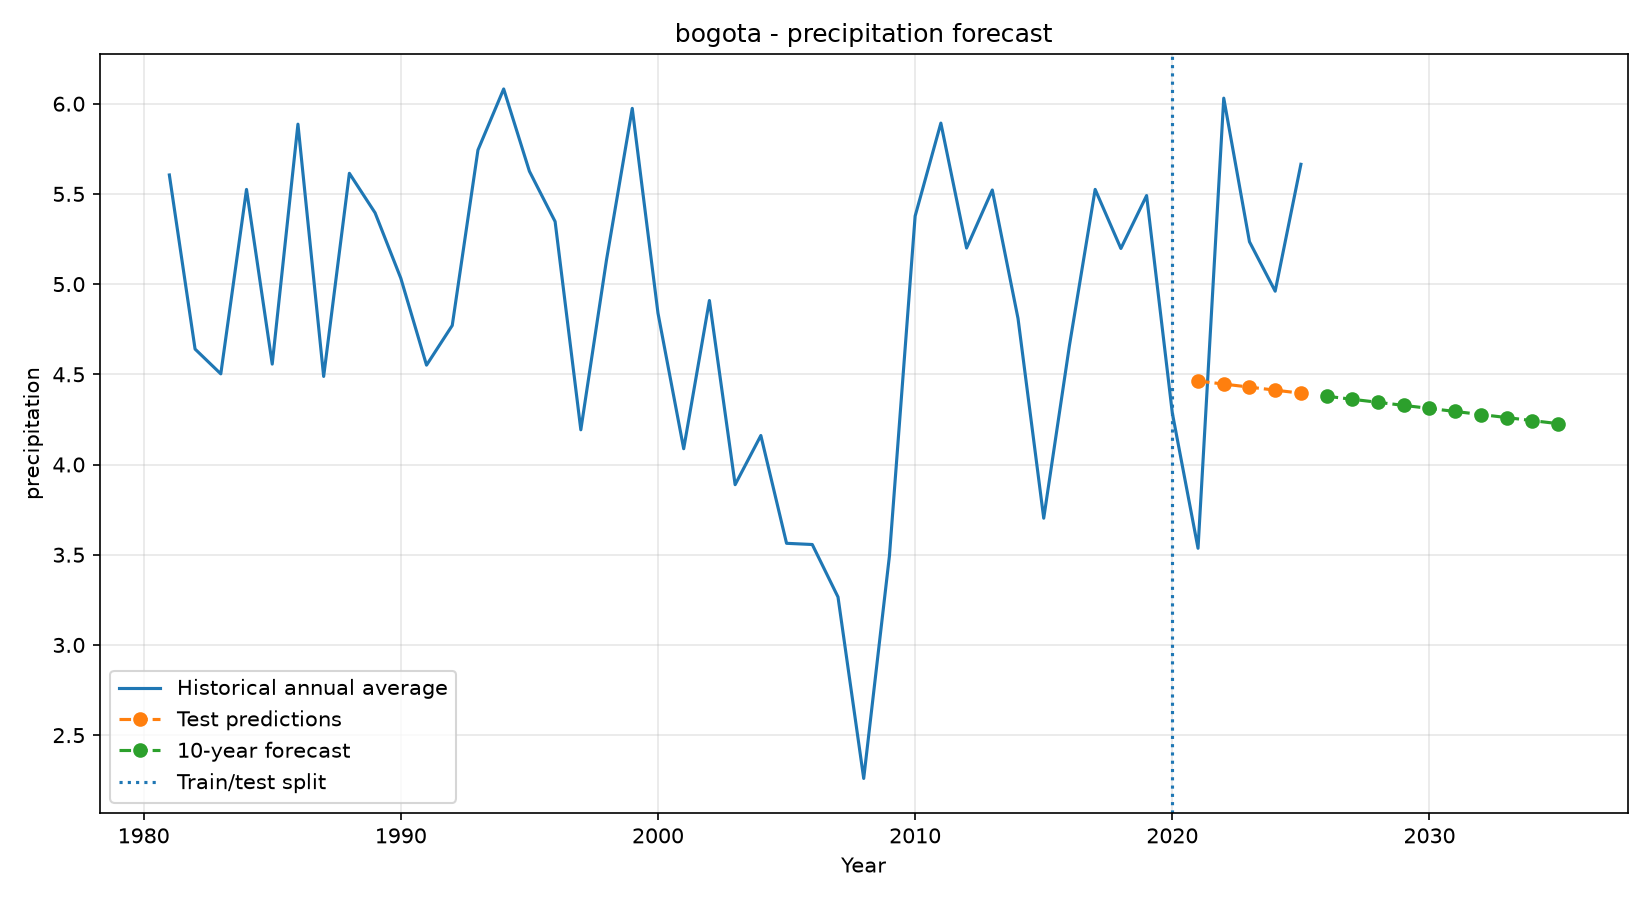 bogota - precipitation forecast
precipitation
6.0
5.5
5.0
4.5
4.0
3.5
3.0
2.5
Historical annual average
Test predictions
10-year forecast
Train/test split
1980 1990 2000 2010 2020 2030
Year